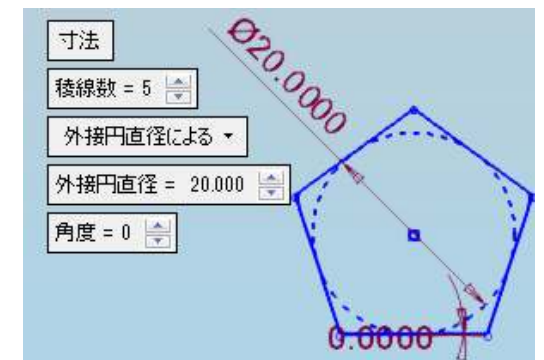 寸法
稜線数 = 5
外接円直径による
外接円直径 = 20.000
角度 = 0
Ø20.0000
0.0000